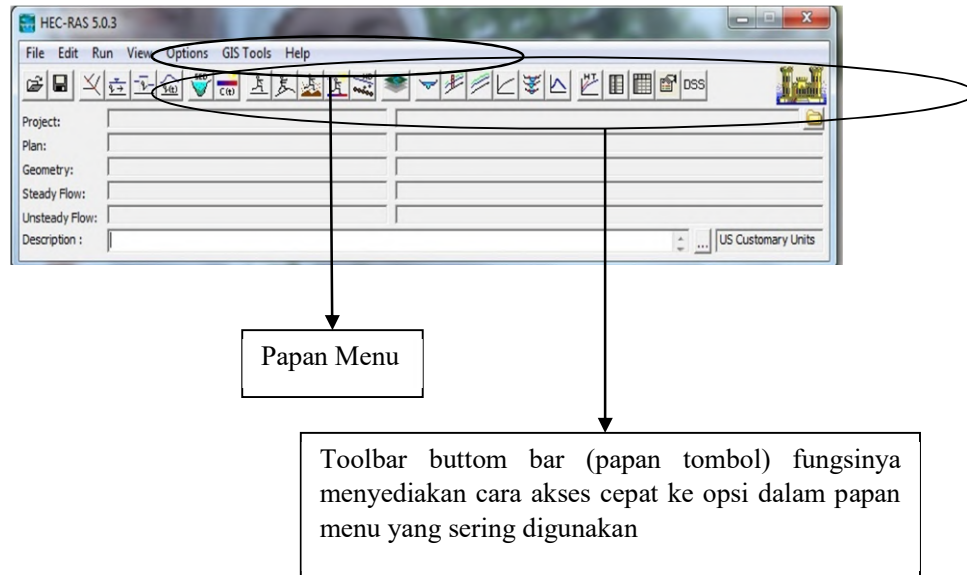 HEC-RAS 5.0.3
File Edit Run View Options GIS Tools Help
DSS
Project:
Plan:
Geometry:
Steady Flow:
Unsteady Flow:
Description : ... US Customary Units
Papan Menu
Toolbar buttom bar (papan tombol) fungsinya
menyediakan cara akses cepat ke opsi dalam papan
menu yang sering digunakan